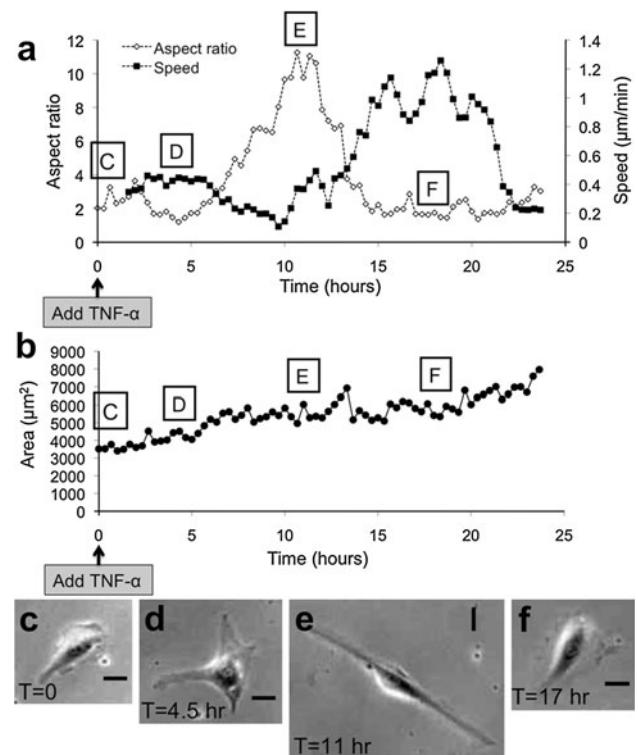 a
E
Aspect ratio
Speed
C
D
F
Aspect ratio
12
10
8
6
4
2
0
Speed (μm/min)
1.4
1.2
1
0.8
0.6
0.4
0.2
0
0 5 10 15 20 25
Time (hours)
Add TNF-α
b
C
D
E
F
Area (μm²)
9000
8000
7000
6000
5000
4000
3000
2000
1000
0
0 5 10 15 20 25
Time (hours)
Add TNF-α
c
T=0
d
T=4.5 hr
e
T=11 hr
f
T=17 hr